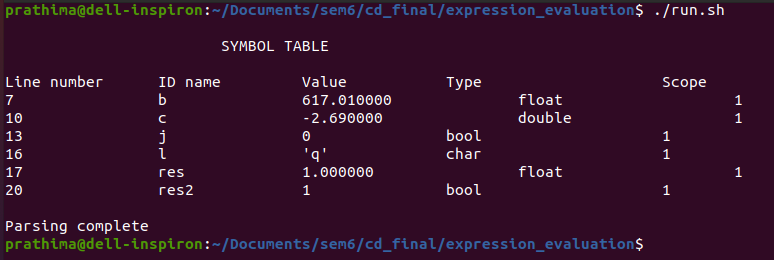 prathima@dell-inspiron:~/Documents/sem6/cd_final/expression_evaluation$ ./run.sh
SYMBOL TABLE
Line number ID name Value Type Scope
7 b 617.010000 float 1
10 c -2.690000 double 1
13 j 0 bool 1
16 l 'q' char 1
17 res 1.000000 float 1
20 res2 1 bool 1
Parsing complete
prathima@dell-inspiron:~/Documents/sem6/cd_final/expression_evaluation$